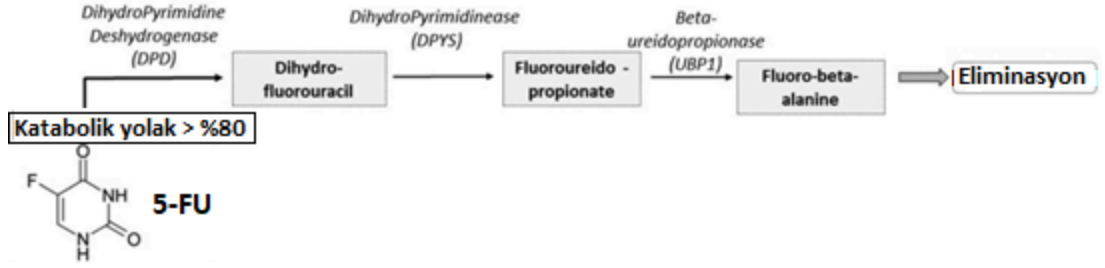 DihydroPyrimidine
Deshydrogenase
(DPD)
DihydroPyrimidinease
(DPYS)
Beta-
ureidopropionase
(UBP1)
Dihydro-
fluorouracil
Fluoroureido -
propionate
Fluoro-beta-
alanine
Eliminasyon
Katabolik yolak > %80
O
F
NH
N
H
O
5-FU